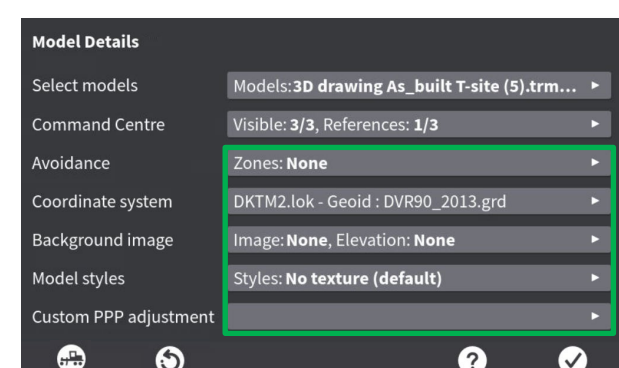 Model Details
Select models Models:3D drawing As_built T-site (5).trm...
Command Centre Visible: 3/3, References: 1/3
Avoidance Zones: None
Coordinate system DKTM2.lok - Geoid : DVR90_2013.grd
Background image Image: None, Elevation: None
Model styles Styles: No texture (default)
Custom PPP adjustment
?